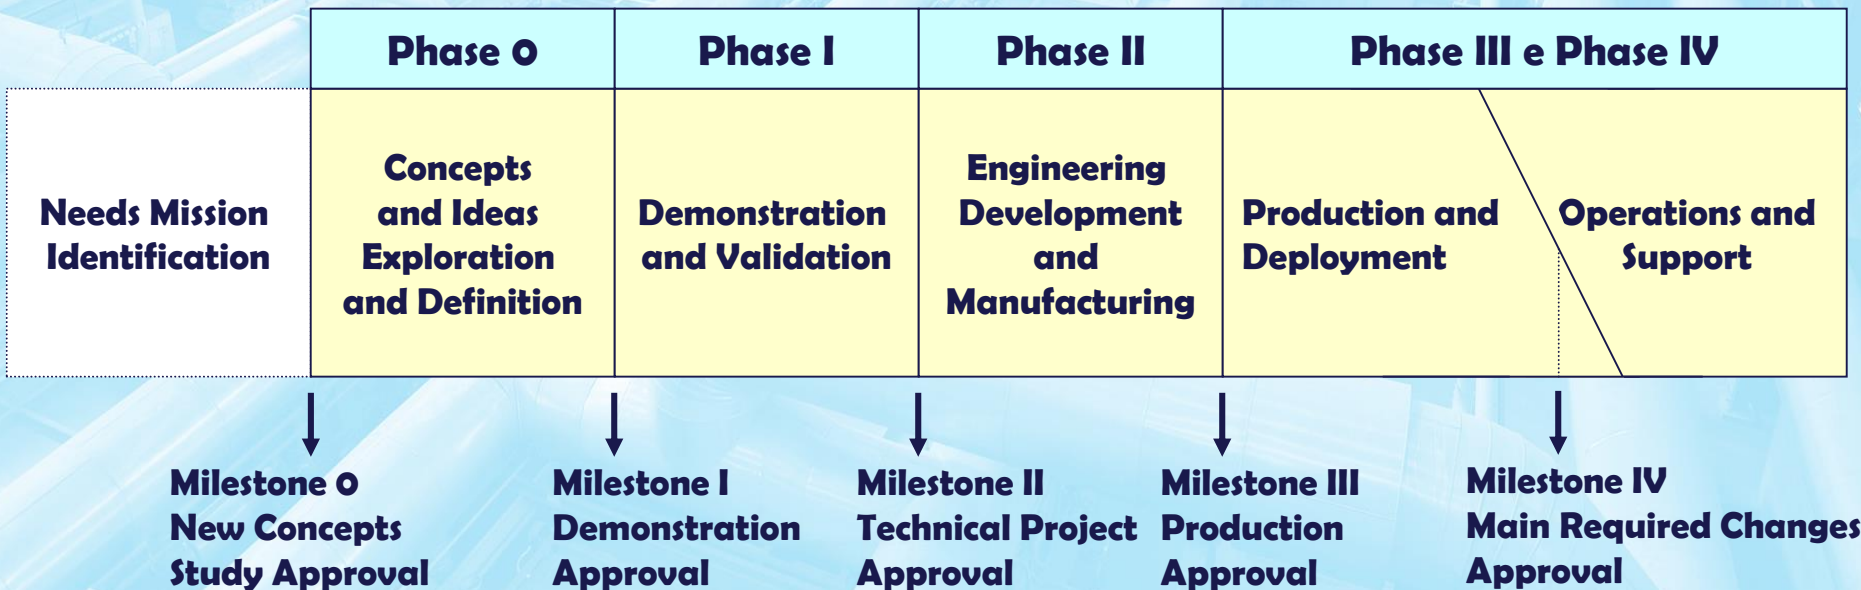 Phase 0
Phase I
Phase II
Phase III e Phase IV
Needs Mission
Identification
Concepts
and Ideas
Exploration
and Definition
Demonstration
and Validation
Engineering
Development
and
Manufacturing
Production and
Deployment
Operations and
Support
Milestone 0
New Concepts
Study Approval
Milestone I
Demonstration
Approval
Milestone II
Technical Project
Approval
Milestone III
Production
Approval
Milestone IV
Main Required Changes
Approval